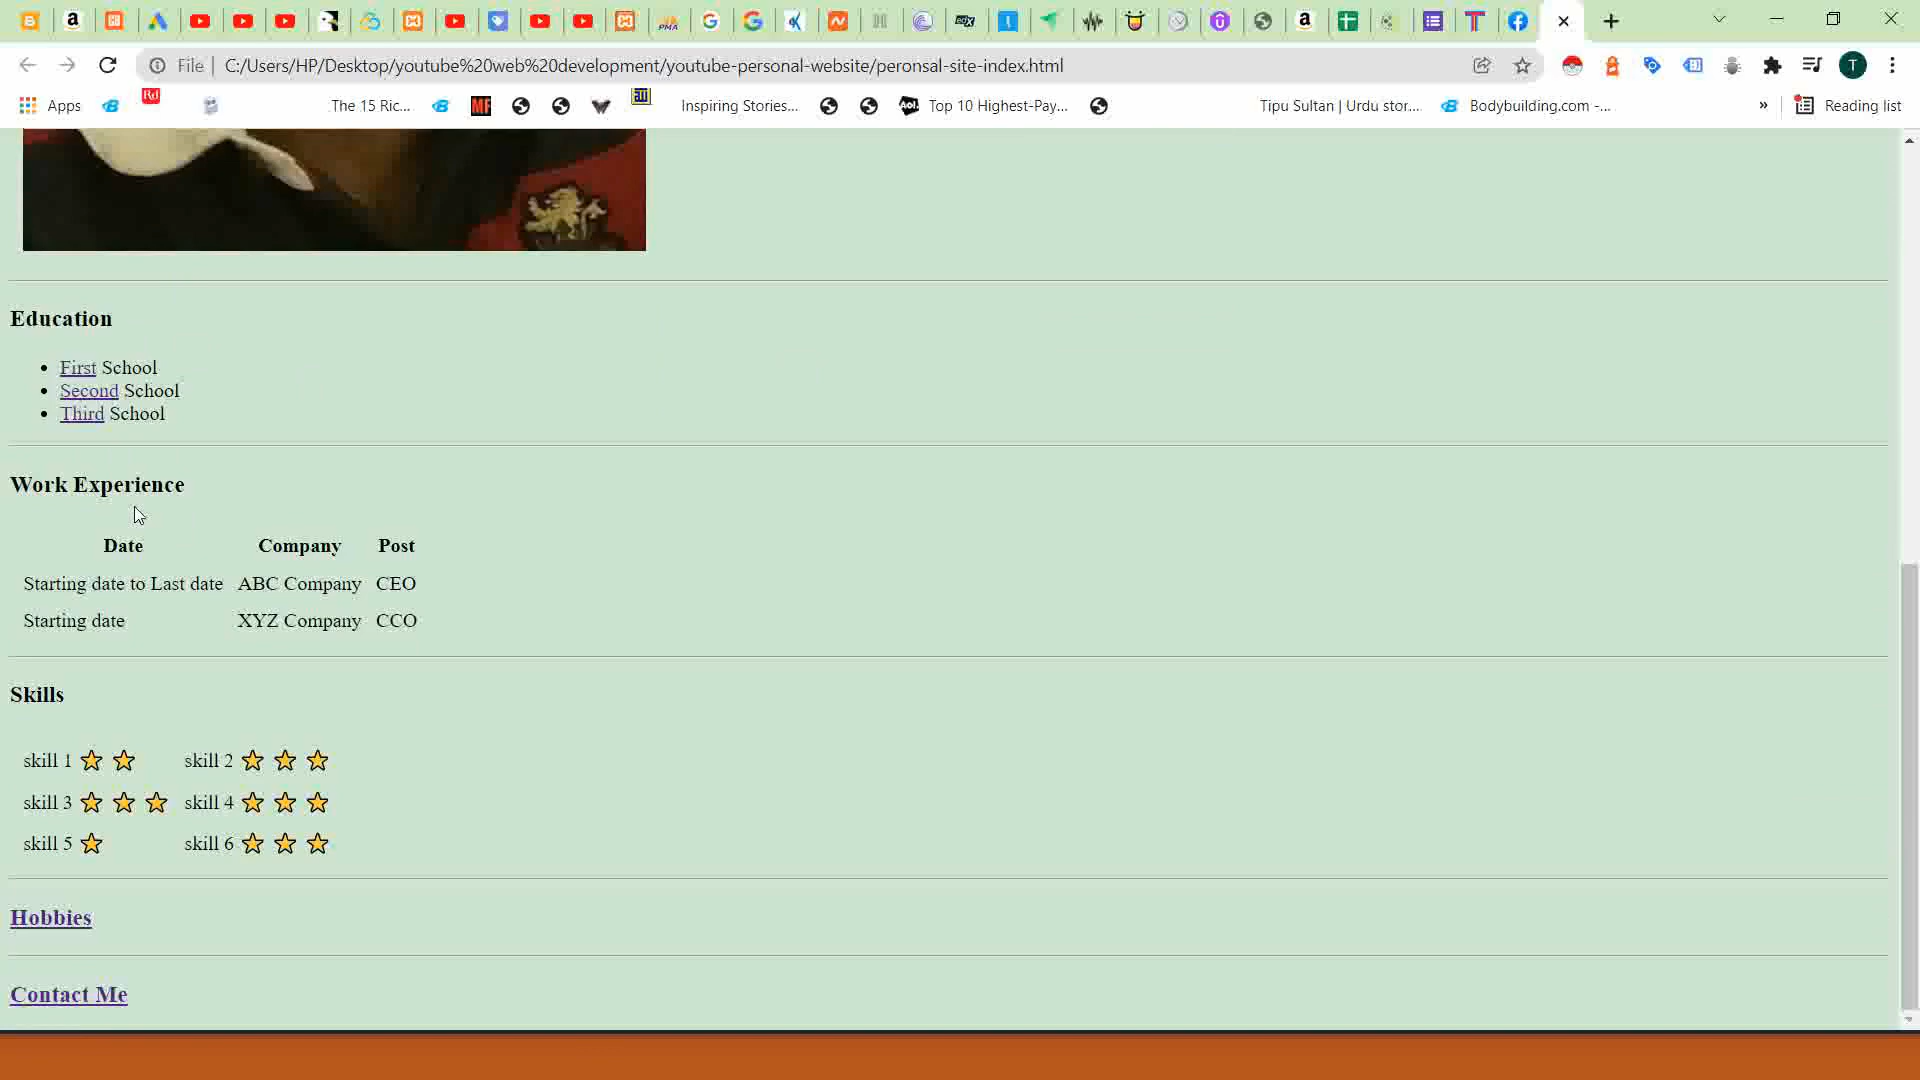 File | C:/Users/HP/Desktop/youtube%20web%20development/youtube-personal-website/peronsal-site-index.html
T
Apps The 15 Ric... MF Inspiring Stories... Aol. Top 10 Highest-Pay... Tipu Sultan | Urdu stor.... Bodybuilding.com -... » Reading list
Rd
Education
• First School
• Second School
• Third School
Work Experience
Date Company Post
Starting date to Last date ABC Company CEO
Starting date XYZ Company CCO
Skills
skill 1 skill 2
skill 3 skill 4
skill 5 skill 6
Hobbies
Contact Me